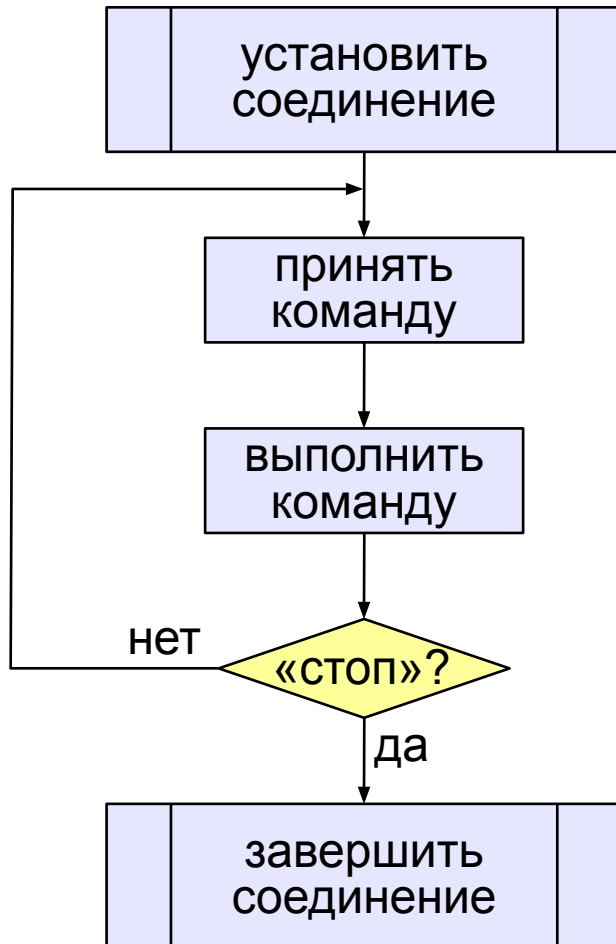 установить
соединение
принять
команду
выполнить
команду
нет
«стоп»?
да
завершить
соединение